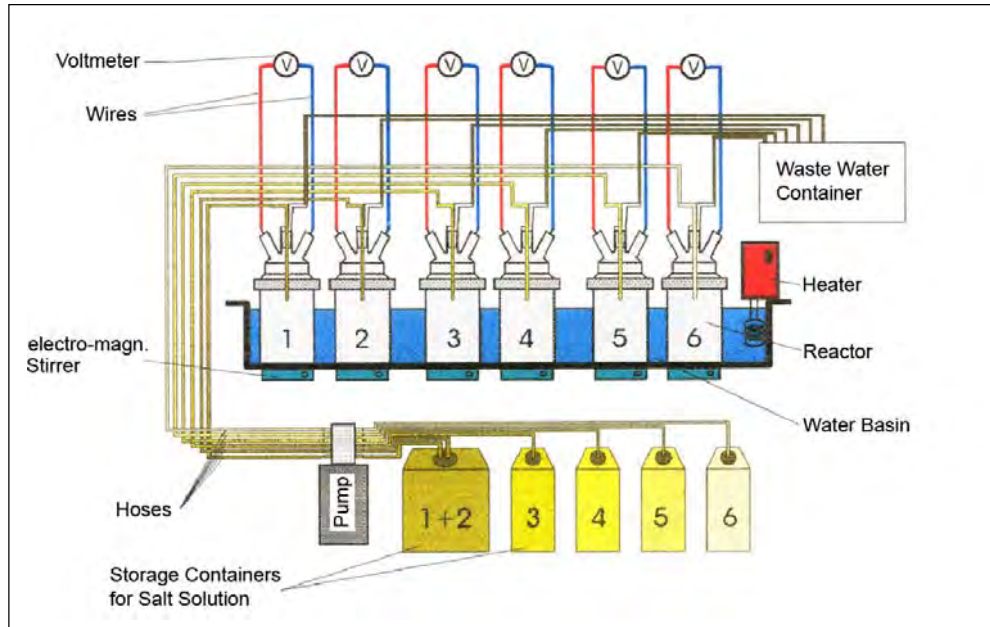 Voltmeter
V V V V V V
Wires
Waste Water
Container
Heater
1 2 3 4 5 6
electro-magn.
Stirrer
Reactor
Water Basin
Hoses
Pump
1+2 3 4 5 6
Storage Containers
for Salt Solution